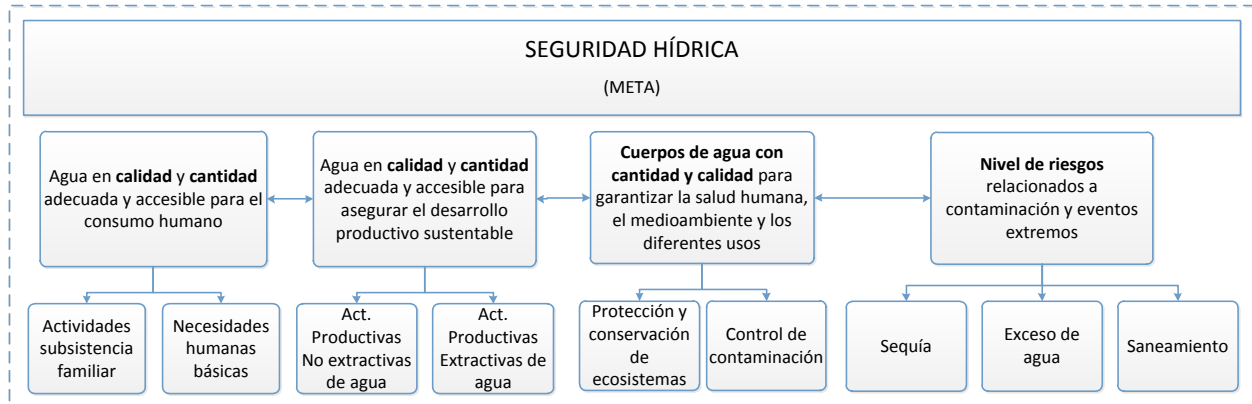 SEGURIDAD HÍDRICA
(META)
Agua en calidad y cantidad
adecuada y accesible para el
consumo humano
Agua en calidad y cantidad
adecuada y accesible para
asegurar el desarrollo
productivo sustentable
Cuerpos de agua con
cantidad y calidad para
garantizar la salud humana,
el medioambiente y los
diferentes usos
Nivel de riesgos
relacionados a
contaminación y eventos
extremos
Actividades
subsistencia
familiar
Necesidades
humanas
básicas
Act.
Productivas
No extractivas
de agua
Act.
Productivas
Extractivas de
agua
Protección y
conservación de
ecosistemas
Control de
contaminación
Sequía
Exceso de
agua
Saneamiento